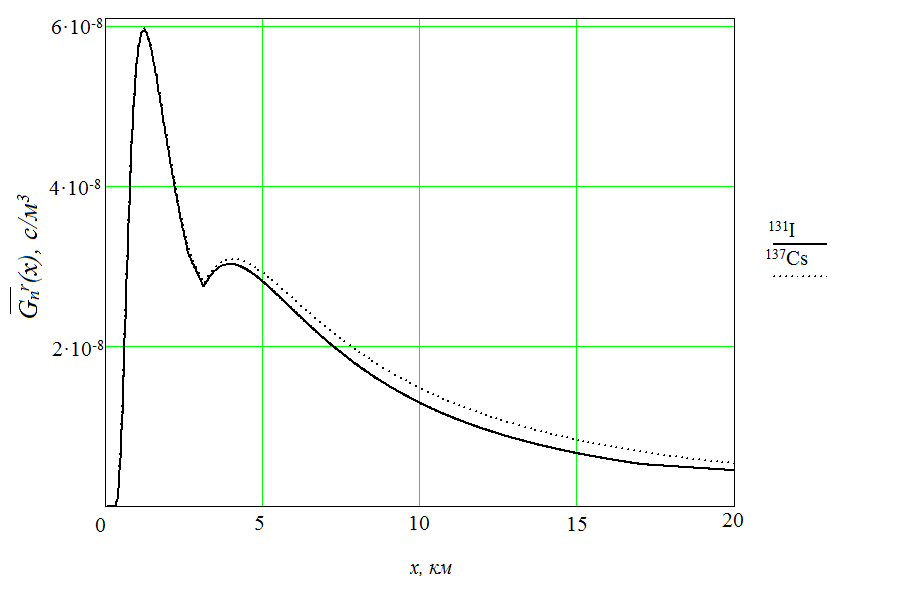 6·10⁻⁸
4·10⁻⁸
2·10⁻⁸
G̅ₙʳ(x), с/м³
0 5 10 15 20
x, км
¹³¹I
¹³⁷Cs